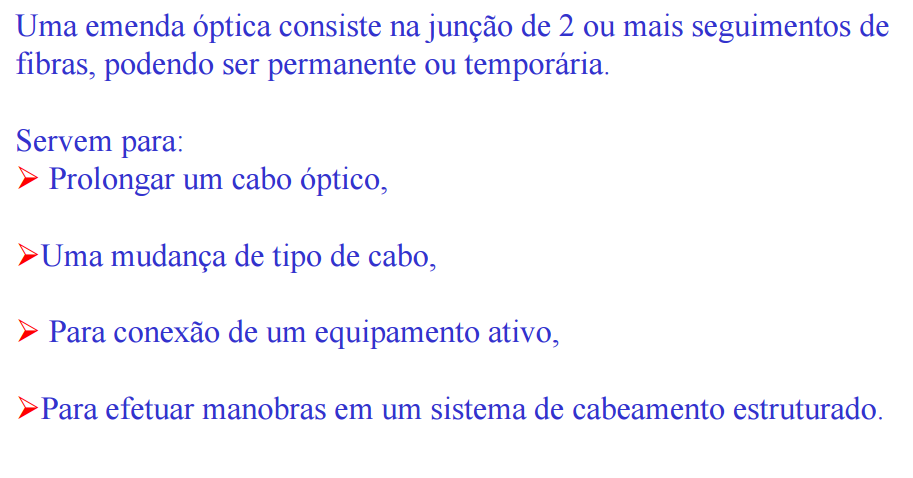 Uma emenda óptica consiste na junção de 2 ou mais seguimentos de
fibras, podendo ser permanente ou temporária.
Servem para:
➢ Prolongar um cabo óptico,
➢Uma mudança de tipo de cabo,
➢ Para conexão de um equipamento ativo,
➢Para efetuar manobras em um sistema de cabeamento estruturado.